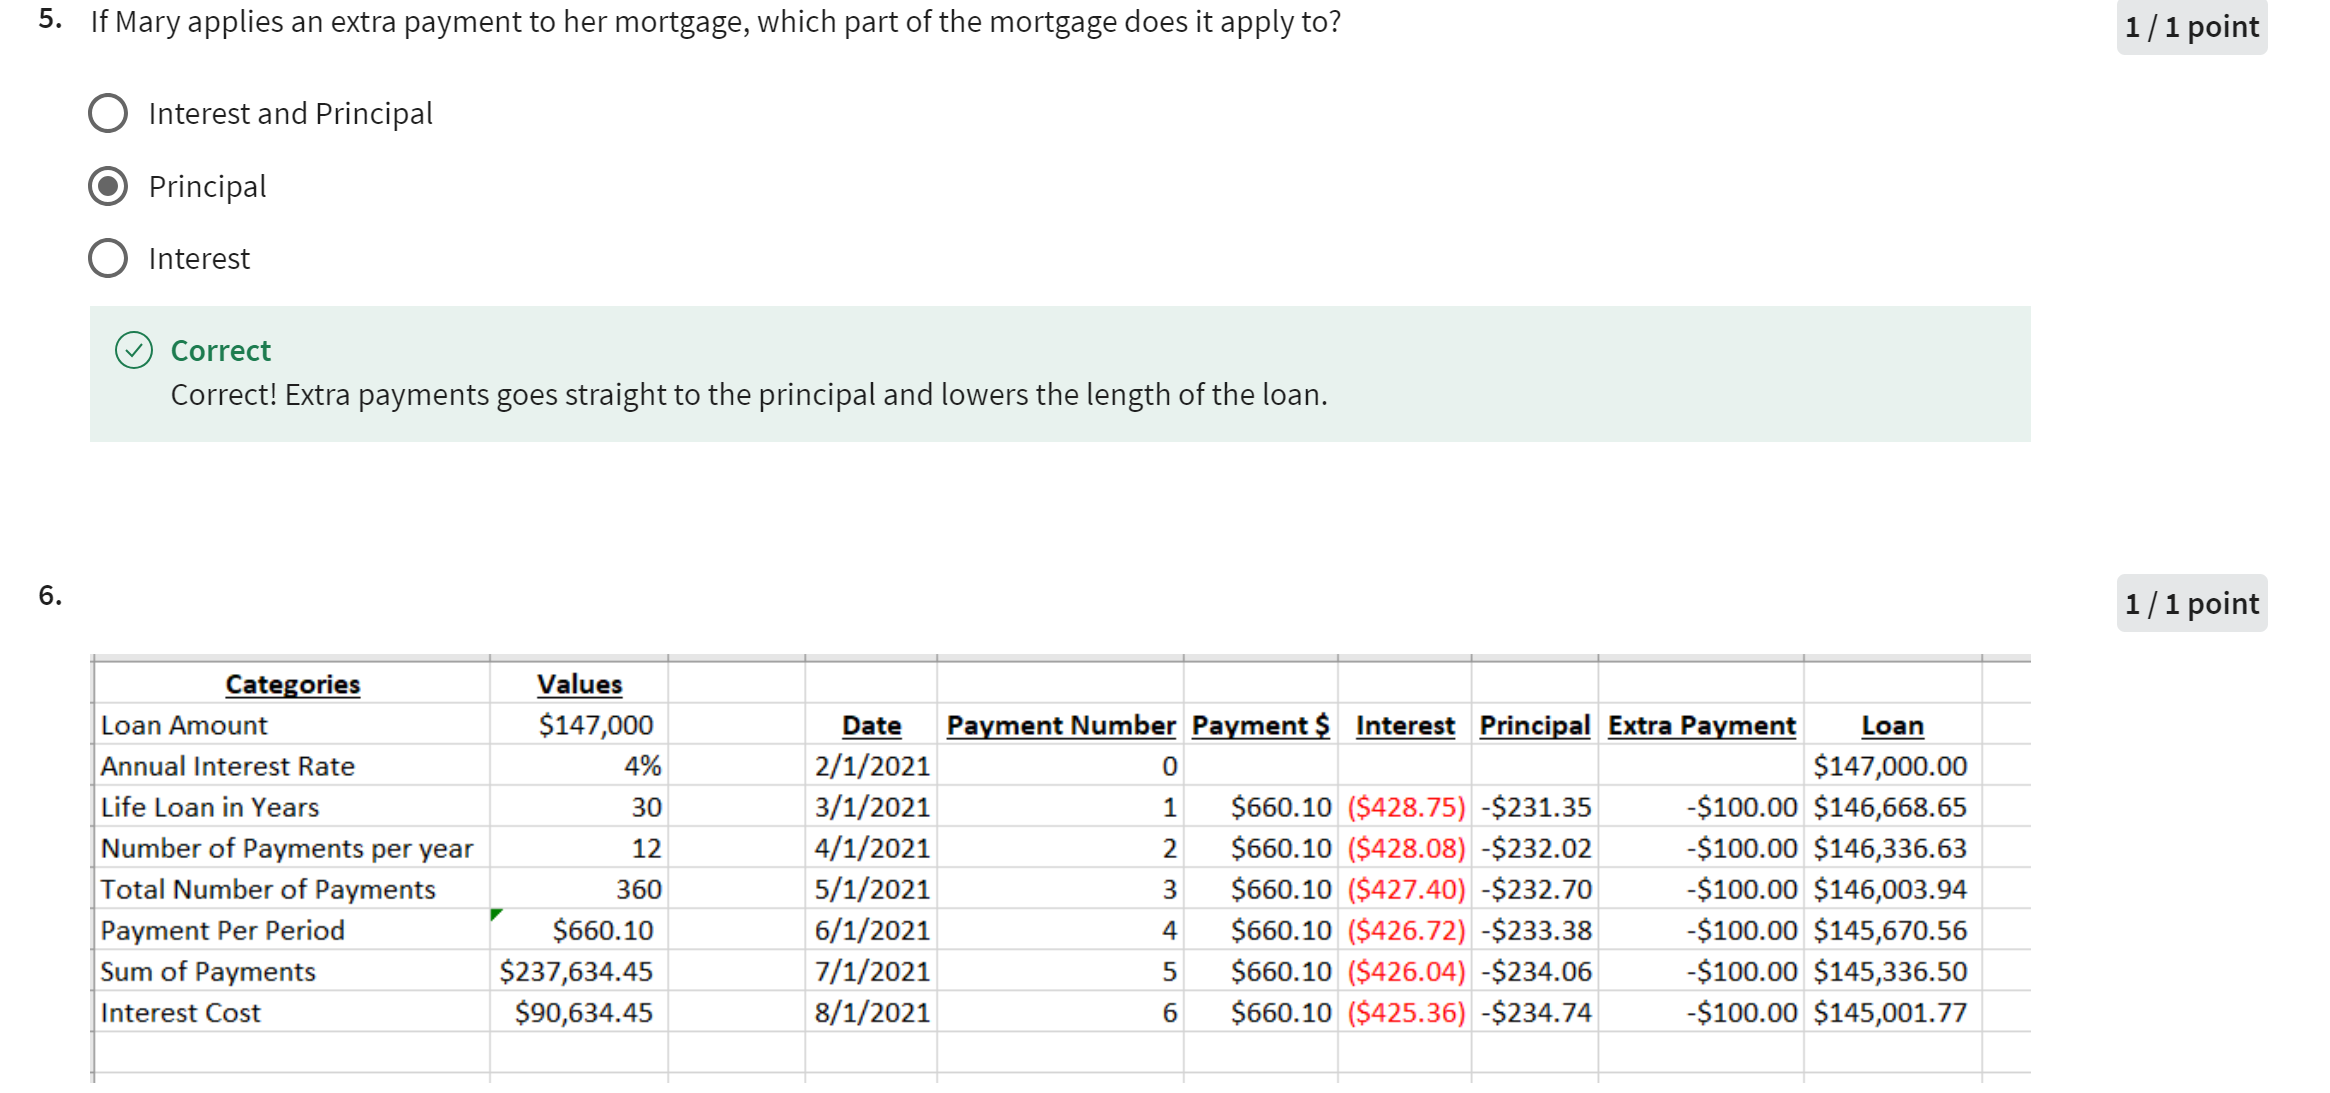 5. If Mary applies an extra payment to her mortgage, which part of the mortgage does it apply to?
1 / 1 point
Interest and Principal
Principal
Interest
Correct
Correct! Extra payments goes straight to the principal and lowers the length of the loan.
6.
1 / 1 point
Categories Values
Loan Amount $147,000 Date Payment Number Payment $ Interest Principal Extra Payment Loan
Annual Interest Rate 4% 2/1/2021 0 $147,000.00
Life Loan in Years 30 3/1/2021 1 $660.10 ($428.75) -$231.35 -$100.00 $146,668.65
Number of Payments per year 12 4/1/2021 2 $660.10 ($428.08) -$232.02 -$100.00 $146,336.63
Total Number of Payments 360 5/1/2021 3 $660.10 ($427.40) -$232.70 -$100.00 $146,003.94
Payment Per Period $660.10 6/1/2021 4 $660.10 ($426.72) -$233.38 -$100.00 $145,670.56
Sum of Payments $237,634.45 7/1/2021 5 $660.10 ($426.04) -$234.06 -$100.00 $145,336.50
Interest Cost $90,634.45 8/1/2021 6 $660.10 ($425.36) -$234.74 -$100.00 $145,001.77